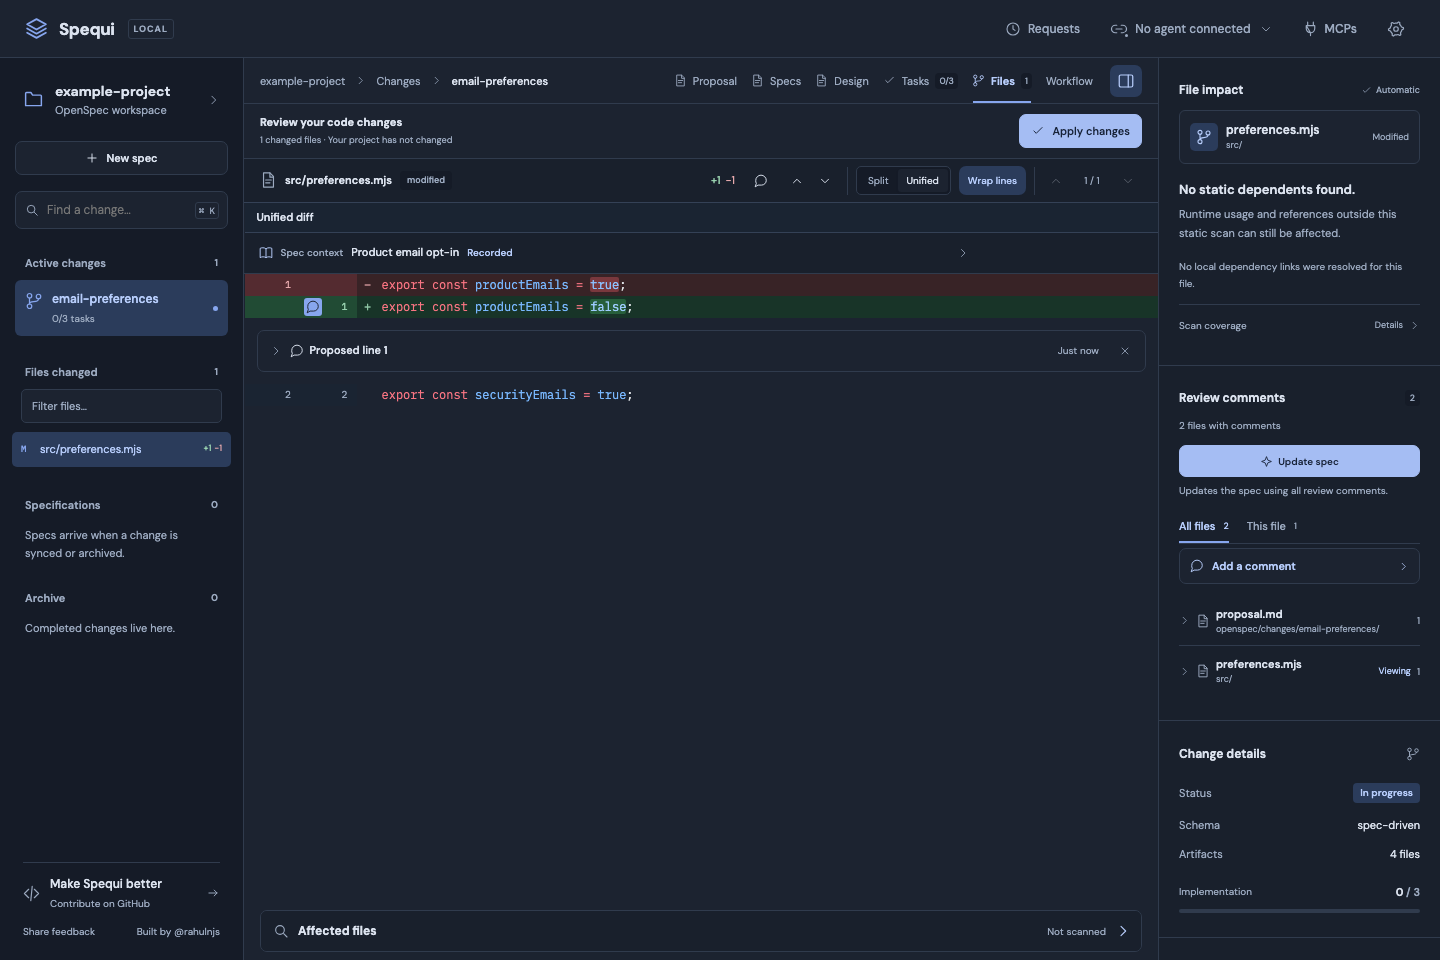 Spequi LOCAL
Requests No agent connected MCPs
example-project
OpenSpec workspace
New spec
Find a change... ⌘ K
Active changes 1
email-preferences
0/3 tasks
Files changed 1
Filter files...
M src/preferences.mjs +1 −1
Specifications 0
Specs arrive when a change is
synced or archived.
Archive 0
Completed changes live here.
Make Spequi better
Contribute on GitHub
Share feedback Built by @rahulnjs
example-project Changes email-preferences
Proposal Specs Design Tasks 0/3 Files 1 Workflow
Review your code changes
1 changed files · Your project has not changed
Apply changes
src/preferences.mjs modified +1 −1 Split Unified Wrap lines 1 / 1
Unified diff
Spec context Product email opt-in Recorded
1 − export const productEmails = true;
1 + export const productEmails = false;
Proposed line 1 Just now
2 2 export const securityEmails = true;
Affected files Not scanned
File impact Automatic
preferences.mjs Modified
src/
No static dependents found.
Runtime usage and references outside this
static scan can still be affected.
No local dependency links were resolved for this
file.
Scan coverage Details
Review comments 2
2 files with comments
Update spec
Updates the spec using all review comments.
All files 2 This file 1
Add a comment
proposal.md 1
openspec/changes/email-preferences/
preferences.mjs Viewing 1
src/
Change details
Status In progress
Schema spec-driven
Artifacts 4 files
Implementation 0 / 3